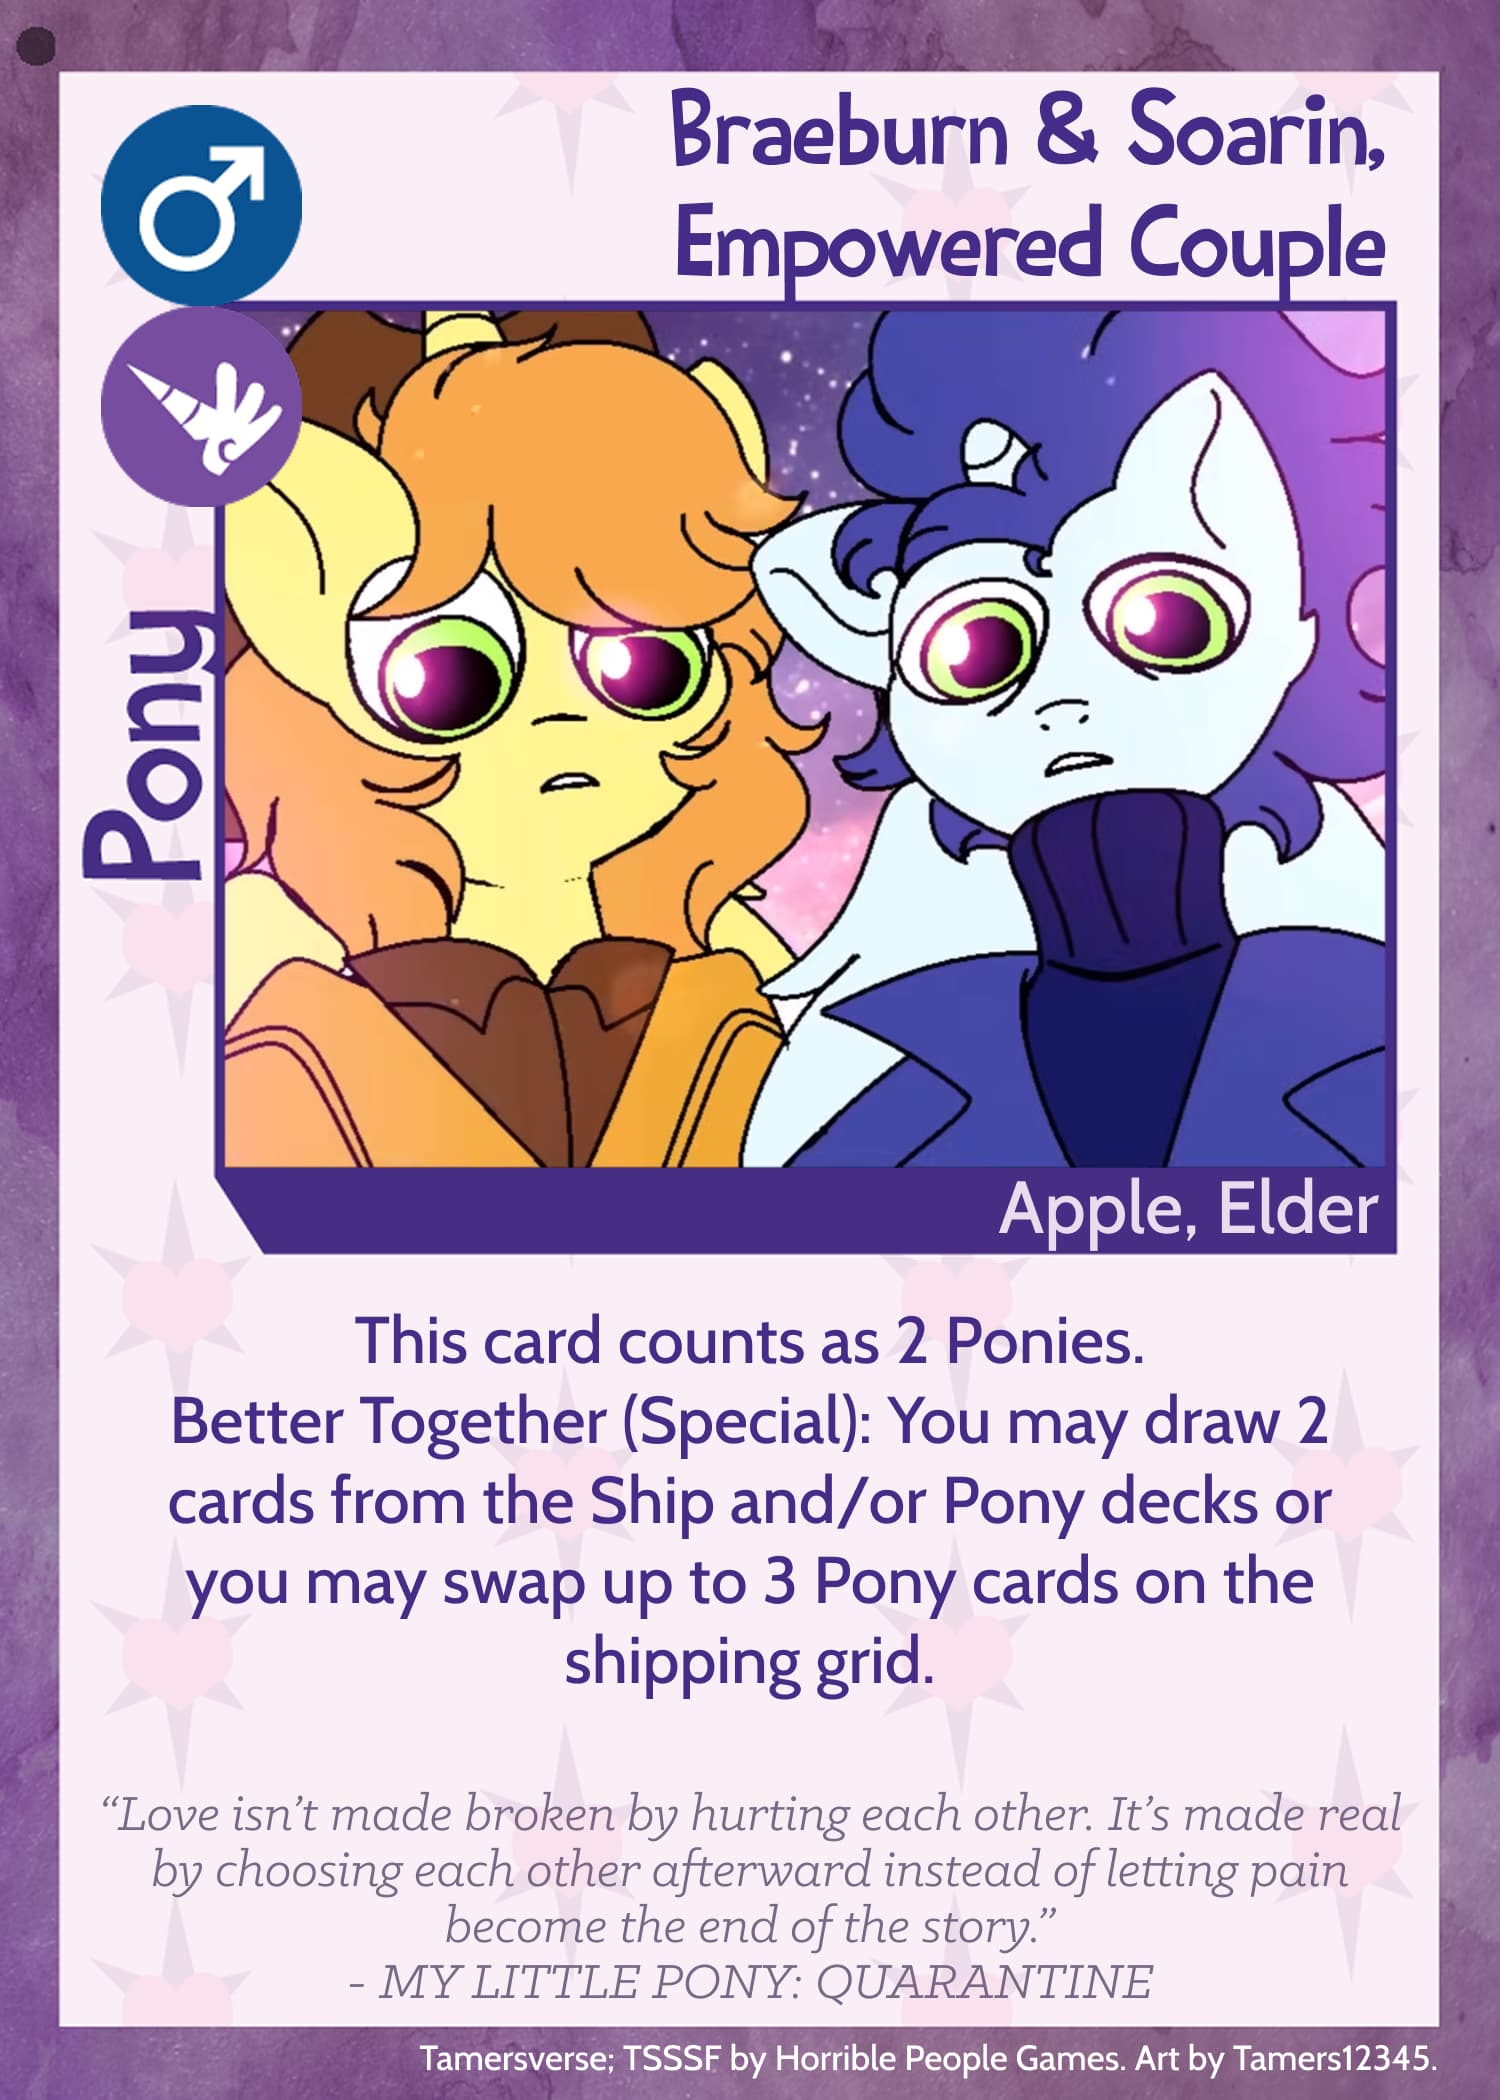 Braeburn & Soarin,
Empowered Couple
Pony
Apple, Elder
This card counts as 2 Ponies.
Better Together (Special): You may draw 2
cards from the Ship and/or Pony decks or
you may swap up to 3 Pony cards on the
shipping grid.
“Love isn’t made broken by hurting each other. It’s made real
by choosing each other afterward instead of letting pain
become the end of the story.”
- MY LITTLE PONY: QUARANTINE
Tamersverse; TSSSF by Horrible People Games. Art by Tamers12345.